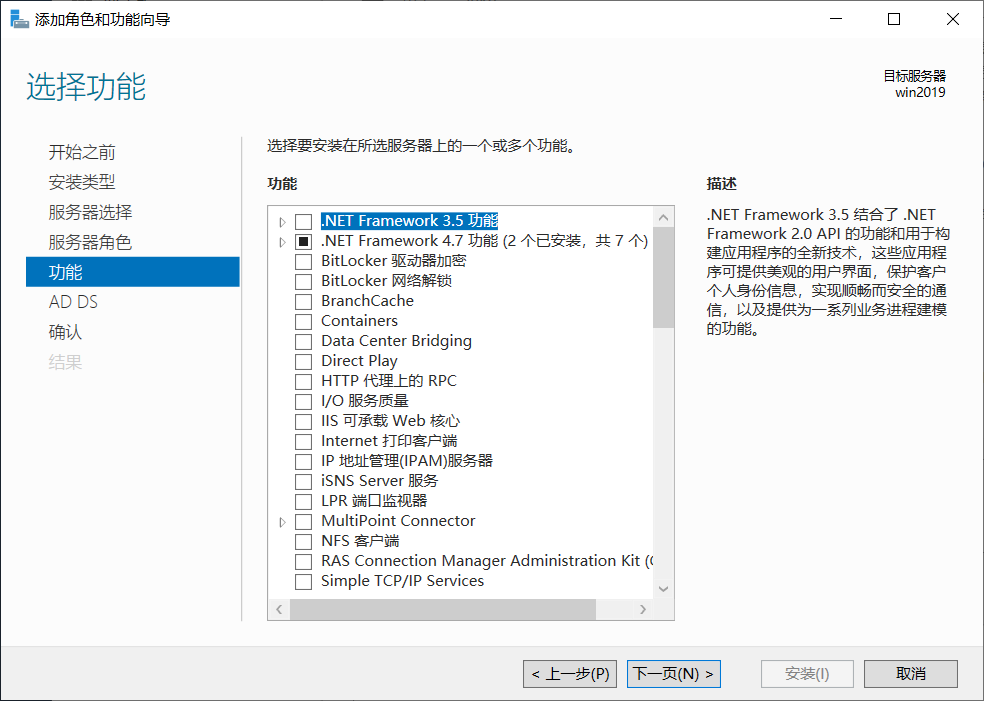 添加角色和功能向导
选择功能
目标服务器
win2019
开始之前
安装类型
服务器选择
服务器角色
功能
AD DS
确认
结果
选择要安装在所选服务器上的一个或多个功能。
功能
.NET Framework 3.5 功能
.NET Framework 4.7 功能 (2 个已安装，共 7 个)
BitLocker 驱动器加密
BitLocker 网络解锁
BranchCache
Containers
Data Center Bridging
Direct Play
HTTP 代理上的 RPC
I/O 服务质量
IIS 可承载 Web 核心
Internet 打印客户端
IP 地址管理(IPAM)服务器
iSNS Server 服务
LPR 端口监视器
MultiPoint Connector
NFS 客户端
RAS Connection Manager Administration Kit (
Simple TCP/IP Services
描述
.NET Framework 3.5 结合了 .NET
Framework 2.0 API 的功能和用于构
建应用程序的全新技术，这些应用程
序可提供美观的用户界面，保护客户
个人身份信息，实现顺畅而安全的通
信，以及提供为一系列业务进程建模
的功能。
< 上一步(P)
下一页(N) >
安装(I)
取消